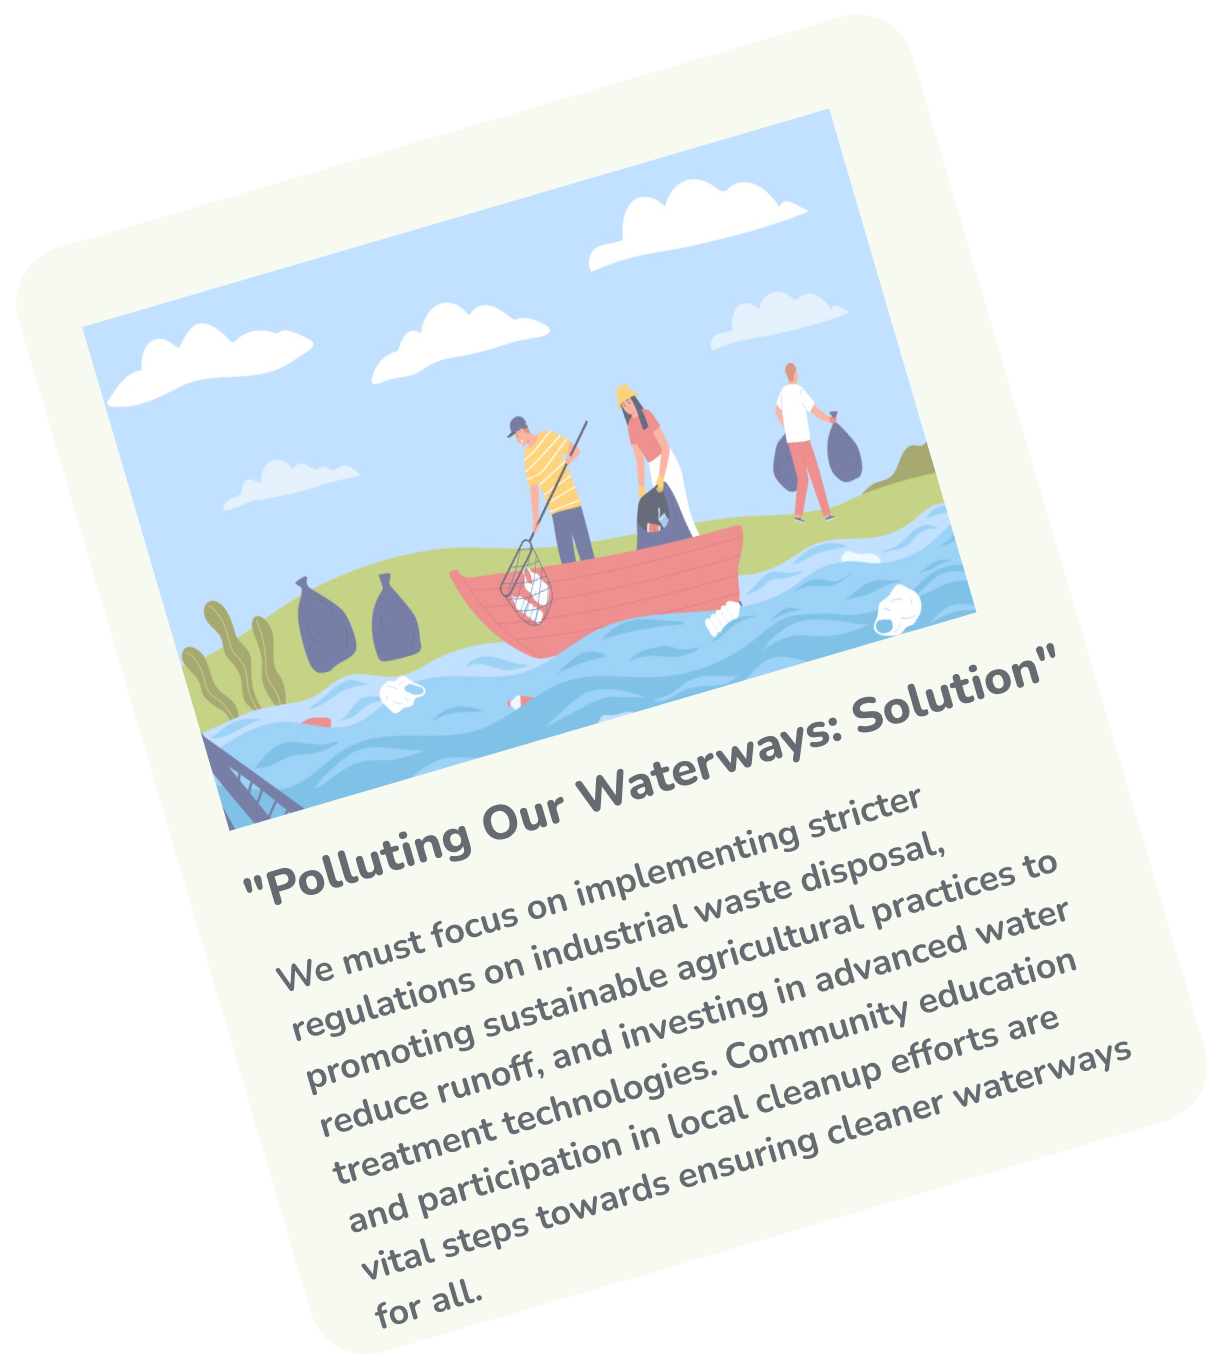 "Polluting Our Waterways: Solution"
We must focus on implementing stricter
regulations on industrial waste disposal,
promoting sustainable agricultural practices to
reduce runoff, and investing in advanced water
treatment technologies. Community education
and participation in local cleanup efforts are
vital steps towards ensuring cleaner waterways
for all.